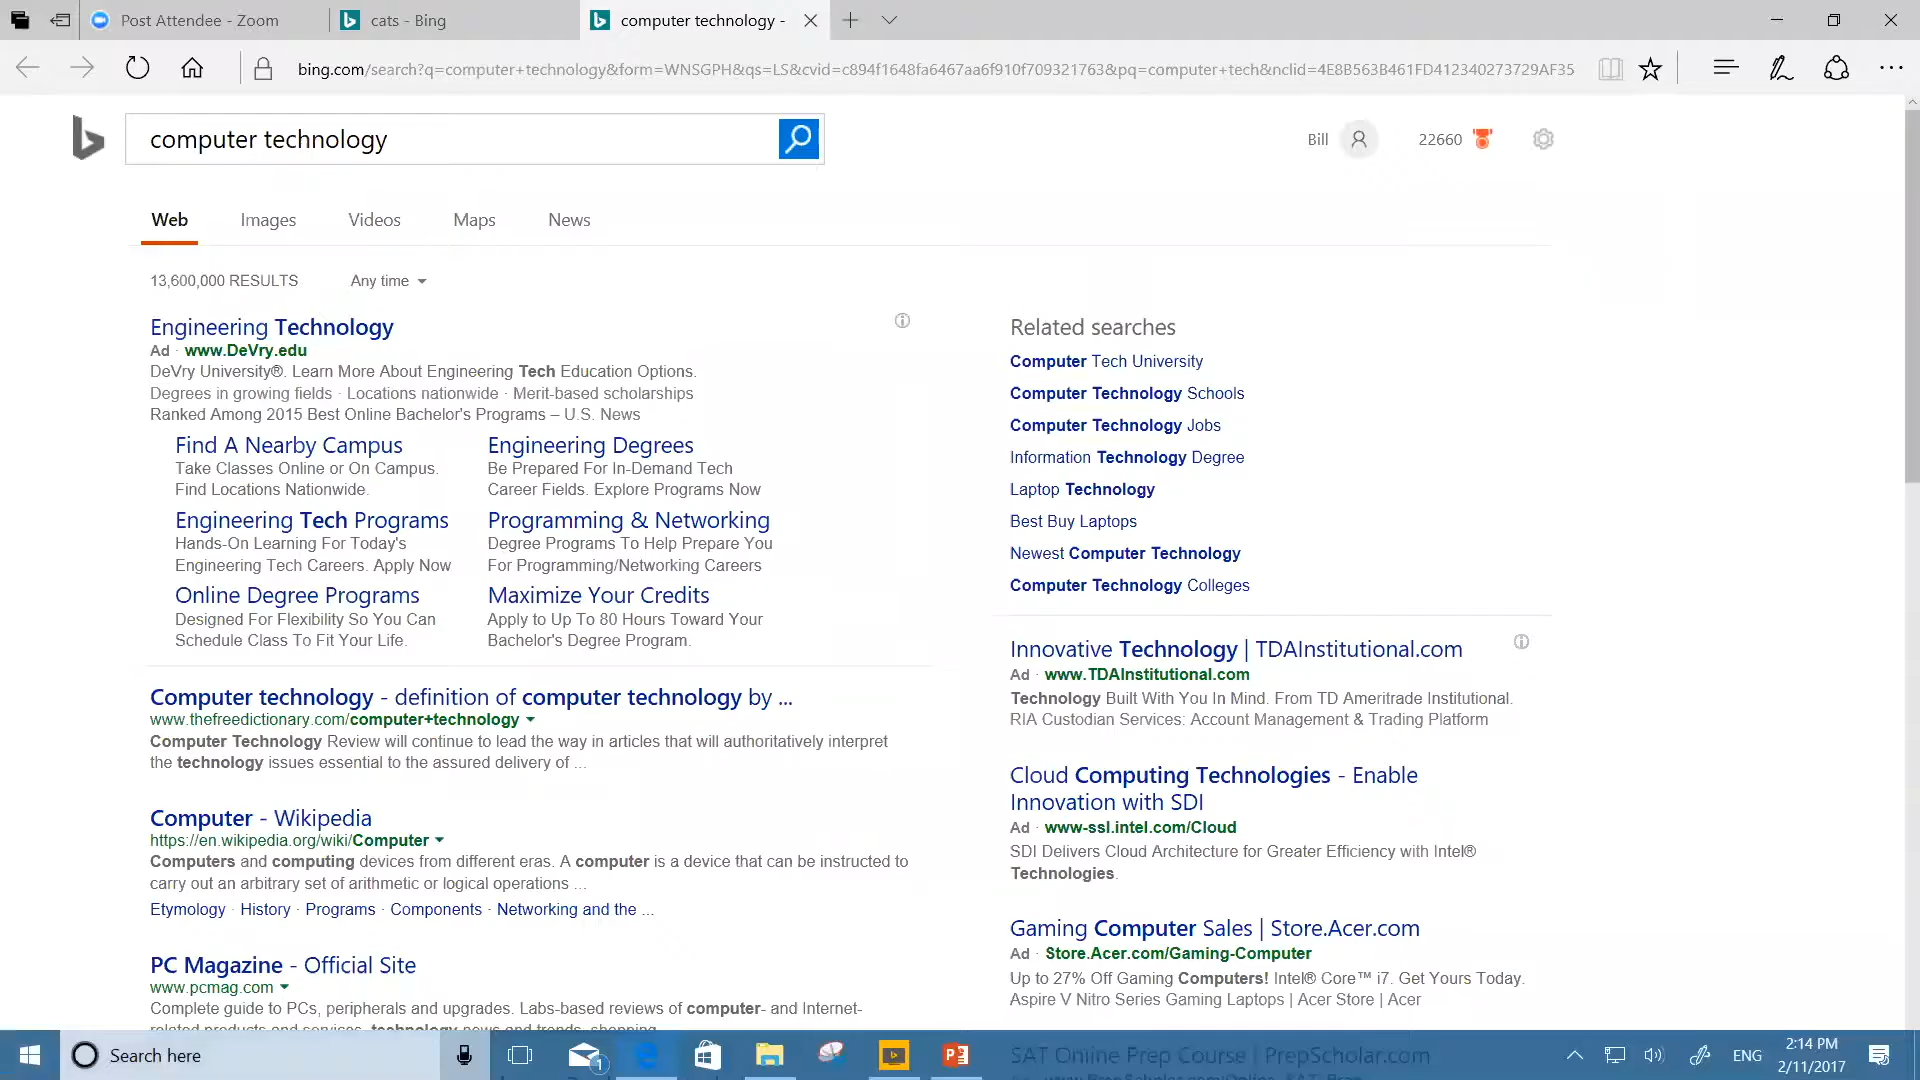 Post Attendee - Zoom
cats - Bing
computer technology -
bing.com/search?q=computer+technology&form=WNSGPH&qs=LS&cvid=c894f1648fa6467aa6f910f709321763&pq=computer+tech&nclid=4E8B563B461FD412340273729AF35
computer technology
Bill
22660
Web Images Videos Maps News
13,600,000 RESULTS Any time
Engineering Technology
Ad · www.DeVry.edu
DeVry University®. Learn More About Engineering Tech Education Options.
Degrees in growing fields · Locations nationwide · Merit-based scholarships
Ranked Among 2015 Best Online Bachelor's Programs – U.S. News
Find A Nearby Campus
Take Classes Online or On Campus.
Find Locations Nationwide.
Engineering Degrees
Be Prepared For In-Demand Tech
Career Fields. Explore Programs Now
Engineering Tech Programs
Hands-On Learning For Today's
Engineering Tech Careers. Apply Now
Programming & Networking
Degree Programs To Help Prepare You
For Programming/Networking Careers
Online Degree Programs
Designed For Flexibility So You Can
Schedule Class To Fit Your Life.
Maximize Your Credits
Apply to Up To 80 Hours Toward Your
Bachelor's Degree Program.
Computer technology - definition of computer technology by ...
www.thefreedictionary.com/computer+technology
Computer Technology Review will continue to lead the way in articles that will authoritatively interpret
the technology issues essential to the assured delivery of ...
Computer - Wikipedia
https://en.wikipedia.org/wiki/Computer
Computers and computing devices from different eras. A computer is a device that can be instructed to
carry out an arbitrary set of arithmetic or logical operations ...
Etymology · History · Programs · Components · Networking and the ...
PC Magazine - Official Site
www.pcmag.com
Complete guide to PCs, peripherals and upgrades. Labs-based reviews of computer- and Internet-
related products and services, technology news and trends, shopping
Related searches
Computer Tech University
Computer Technology Schools
Computer Technology Jobs
Information Technology Degree
Laptop Technology
Best Buy Laptops
Newest Computer Technology
Computer Technology Colleges
Innovative Technology | TDAInstitutional.com
Ad · www.TDAInstitutional.com
Technology Built With You In Mind. From TD Ameritrade Institutional.
RIA Custodian Services: Account Management & Trading Platform
Cloud Computing Technologies - Enable
Innovation with SDI
Ad · www-ssl.intel.com/Cloud
SDI Delivers Cloud Architecture for Greater Efficiency with Intel®
Technologies.
Gaming Computer Sales | Store.Acer.com
Ad · Store.Acer.com/Gaming-Computer
Up to 27% Off Gaming Computers! Intel® Core™ i7. Get Yours Today.
Aspire V Nitro Series Gaming Laptops | Acer Store | Acer
SAT Online Prep Course | PrepScholar.com
Search here
1
ENG
2:14 PM
2/11/2017